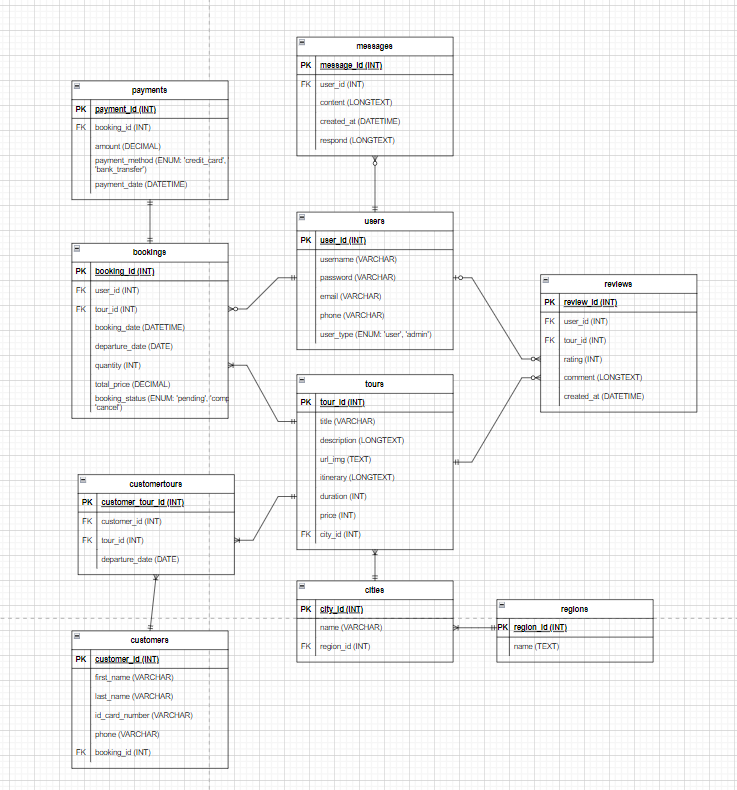 messages
PK message_id (INT)
FK user_id (INT)
content (LONGTEXT)
created_at (DATETIME)
respond (LONGTEXT)
payments
PK payment_id (INT)
FK booking_id (INT)
amount (DECIMAL)
payment_method (ENUM: 'credit_card',
'bank_transfer')
payment_date (DATETIME)
users
PK user_id (INT)
username (VARCHAR)
password (VARCHAR)
email (VARCHAR)
phone (VARCHAR)
user_type (ENUM: 'user', 'admin')
bookings
PK booking_id (INT)
FK user_id (INT)
FK tour_id (INT)
booking_date (DATETIME)
departure_date (DATE)
quantity (INT)
total_price (DECIMAL)
booking_status (ENUM: 'pending', 'comp
'cancel')
reviews
PK review_id (INT)
FK user_id (INT)
FK tour_id (INT)
rating (INT)
comment (LONGTEXT)
created_at (DATETIME)
tours
PK tour_id (INT)
title (VARCHAR)
description (LONGTEXT)
url_img (TEXT)
itinerary (LONGTEXT)
duration (INT)
price (INT)
FK city_id (INT)
customertours
PK customer_tour_id (INT)
FK customer_id (INT)
FK tour_id (INT)
departure_date (DATE)
cities
PK city_id (INT)
name (VARCHAR)
FK region_id (INT)
regions
PK region_id (INT)
name (TEXT)
customers
PK customer_id (INT)
first_name (VARCHAR)
last_name (VARCHAR)
id_card_number (VARCHAR)
phone (VARCHAR)
FK booking_id (INT)